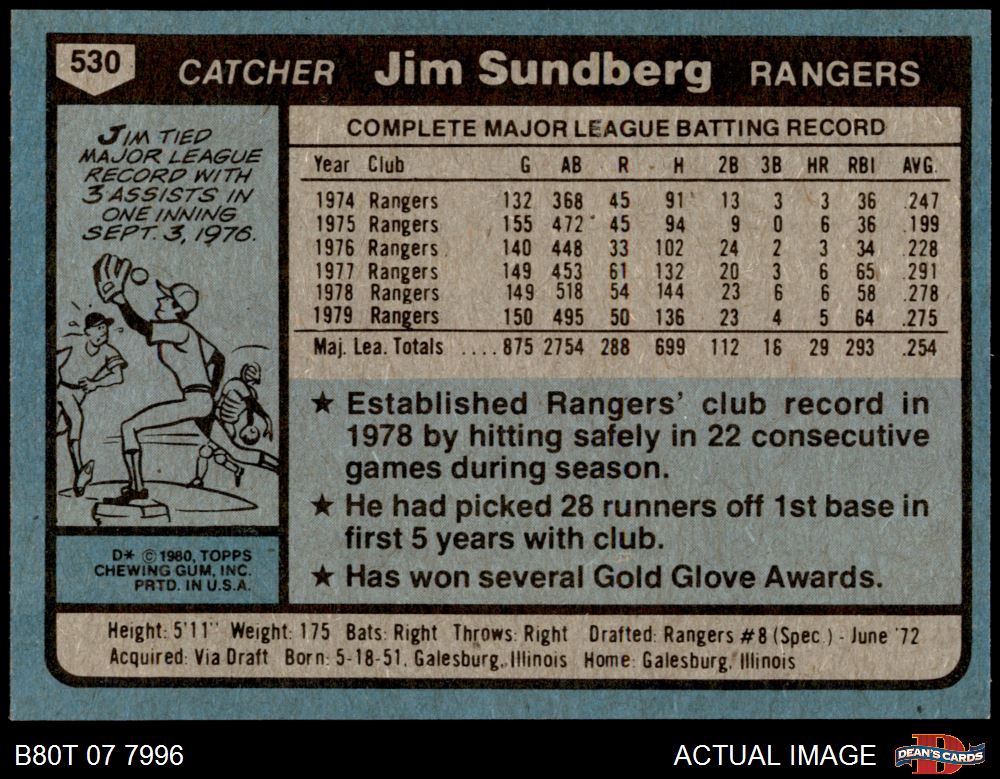 530 CATCHER Jim Sundberg RANGERS
JIM TIED
MAJOR LEAGUE
RECORD WITH
3 ASSISTS IN
ONE INNING
SEPT. 3, 1976.
COMPLETE MAJOR LEAGUE BATTING RECORD
Year Club G AB R H 2B 3B HR RBI AVG.
1974 Rangers 132 368 45 91 13 3 3 36 .247
1975 Rangers 155 472 45 94 9 0 6 36 .199
1976 Rangers 140 448 33 102 24 2 3 34 .228
1977 Rangers 149 453 61 132 20 3 6 65 .291
1978 Rangers 149 518 54 144 23 6 6 58 .278
1979 Rangers 150 495 50 136 23 4 5 64 .275
Maj. Lea. Totals ....875 2754 288 699 112 16 29 293 .254
★ Established Rangers' club record in
1978 by hitting safely in 22 consecutive
games during season.
★ He had picked 28 runners off 1st base in
first 5 years with club.
★ Has won several Gold Glove Awards.
D* © 1980, TOPPS
CHEWING GUM, INC.
PRTD. IN U.S.A.
Height: 5'11" Weight: 175 Bats: Right Throws: Right Drafted: Rangers #8 (Spec.) - June '72
Acquired: Via Draft Born: 5-18-51, Galesburg, Illinois Home: Galesburg, Illinois
B80T 07 7996 ACTUAL IMAGE D DEAN'S CARDS